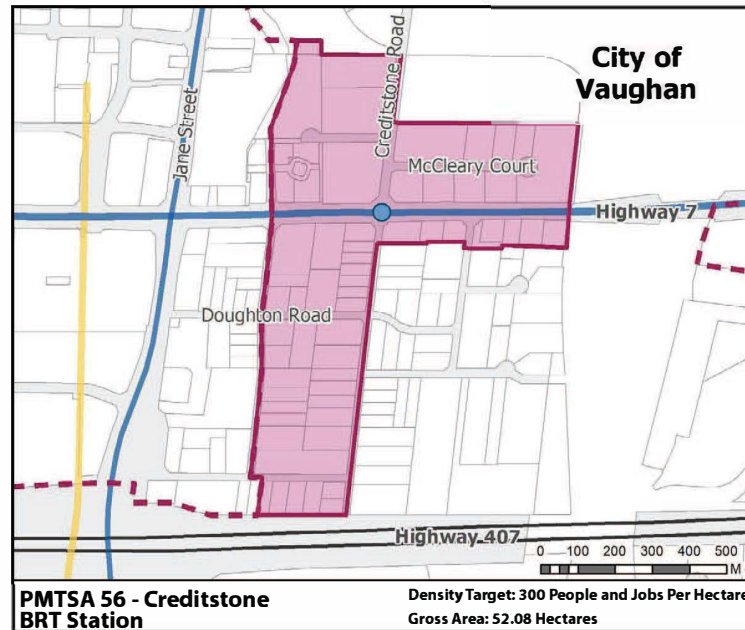 City of
Vaughan
Creditstone Road
Jane Street
McCleary Court
Highway 7
Doughton Road
Highway 407
0 100 200 300 400 500
M
PMTSA 56 - Creditstone
BRT Station
Density Target: 300 People and Jobs Per Hectare
Gross Area: 52.08 Hectares